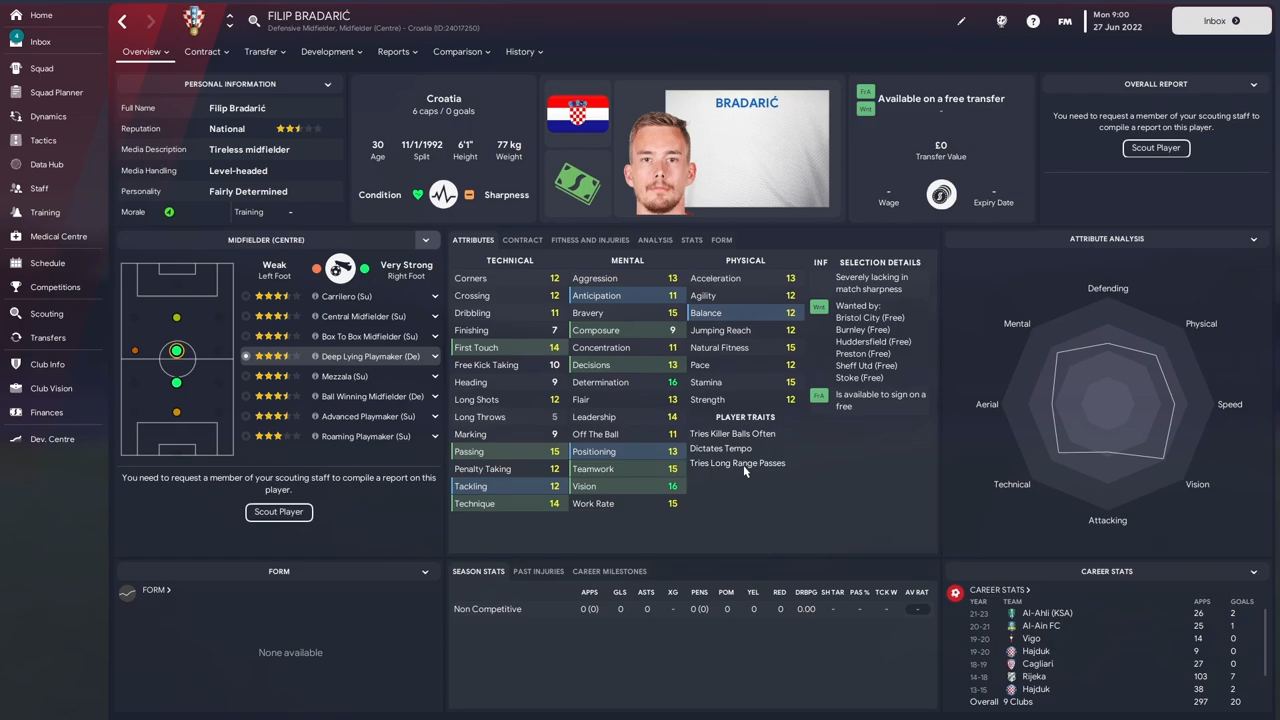 Home
4
Inbox
Squad
Squad Planner
Dynamics
Tactics
Data Hub
Staff
Training
Medical Centre
Schedule
Competitions
Scouting
Transfers
Club Info
Club Vision
Finances
Dev. Centre
FILIP BRADARIĆ
Defensive Midfielder, Midfielder (Centre) - Croatia (ID:24017250)
FM
Mon 9:00
27 Jun 2022
Inbox
Overview
Contract
Transfer
Development
Reports
Comparison
History
PERSONAL INFORMATION
Full Name Filip Bradarić
Reputation National
Media Description Tireless midfielder
Media Handling Level-headed
Personality Fairly Determined
Morale Training -
Croatia
6 caps / 0 goals
30 11/1/1992 6'1" 77 kg
Age Split Height Weight
Condition Sharpness
BRADARIĆ
FrA
Wnt
Available on a free transfer
-
£0
Transfer Value
- -
Wage Expiry Date
OVERALL REPORT
You need to request a member of your scouting staff to
compile a report on this player.
Scout Player
MIDFIELDER (CENTRE)
Weak Very Strong
Left Foot Right Foot
Carrilero (Su)
Central Midfielder (Su)
Box To Box Midfielder (Su)
Deep Lying Playmaker (De)
Mezzala (Su)
Ball Winning Midfielder (De)
Advanced Playmaker (Su)
Roaming Playmaker (Su)
You need to request a member of your scouting staff to compile a report on this
player.
Scout Player
ATTRIBUTES CONTRACT FITNESS AND INJURIES ANALYSIS STATS FORM
TECHNICAL
Corners 12
Crossing 12
Dribbling 11
Finishing 7
First Touch 14
Free Kick Taking 10
Heading 9
Long Shots 12
Long Throws 5
Marking 9
Passing 15
Penalty Taking 12
Tackling 12
Technique 14
MENTAL
Aggression 13
Anticipation 11
Bravery 15
Composure 9
Concentration 11
Decisions 13
Determination 16
Flair 13
Leadership 14
Off The Ball 11
Positioning 13
Teamwork 15
Vision 16
Work Rate 15
PHYSICAL
Acceleration 13
Agility 12
Balance 12
Jumping Reach 12
Natural Fitness 15
Pace 12
Stamina 15
Strength 12
PLAYER TRAITS
Tries Killer Balls Often
Dictates Tempo
Tries Long Range Passes
INF SELECTION DETAILS
Severely lacking in
match sharpness
Wnt
Wanted by:
Bristol City (Free)
Burnley (Free)
Huddersfield (Free)
Preston (Free)
Sheff Utd (Free)
Stoke (Free)
FrA
Is available to sign on a
free
ATTRIBUTE ANALYSIS
Defending
Mental Physical
Aerial Speed
Technical Vision
Attacking
FORM
FORM
None available
SEASON STATS PAST INJURIES CAREER MILESTONES
APPS GLS ASTS XG PENS POM YEL RED DRBPG SH TAR PAS % TCK W AV RAT
Non Competitive 0 (0) 0 0 - 0 (0) 0 0 0 0.00 - - - -
CAREER STATS
CAREER STATS
YEAR TEAM APPS GOALS
21-23 Al-Ahli (KSA) 26 2
20-21 Al-Ain FC 25 1
19-20 Vigo 14 0
19-20 Hajduk 9 0
18-19 Cagliari 27 0
14-18 Rijeka 103 7
13-15 Hajduk 38 2
Overall 9 Clubs 297 20